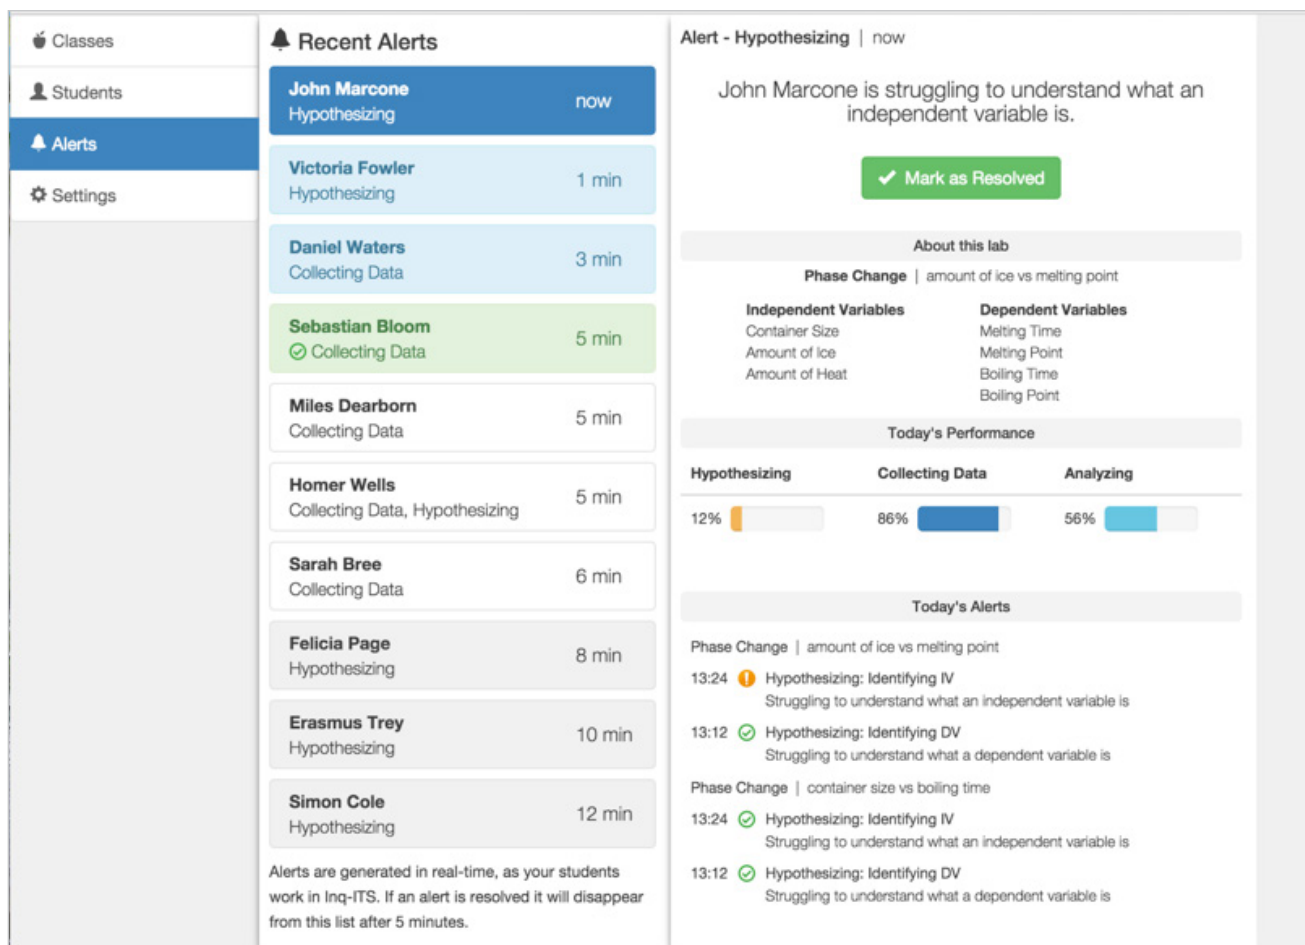 Classes
Students
Alerts
Settings
Recent Alerts
John Marcone
Hypothesizing
now
Victoria Fowler
Hypothesizing
1 min
Daniel Waters
Collecting Data
3 min
Sebastian Bloom
Collecting Data
5 min
Miles Dearborn
Collecting Data
5 min
Homer Wells
Collecting Data, Hypothesizing
5 min
Sarah Bree
Collecting Data
6 min
Felicia Page
Hypothesizing
8 min
Erasmus Trey
Hypothesizing
10 min
Simon Cole
Hypothesizing
12 min
Alerts are generated in real-time, as your students
work in Inq-ITS. If an alert is resolved it will disappear
from this list after 5 minutes.
Alert - Hypothesizing | now
John Marcone is struggling to understand what an
independent variable is.
Mark as Resolved
About this lab
Phase Change | amount of ice vs melting point
Independent Variables
Container Size
Amount of Ice
Amount of Heat
Dependent Variables
Melting Time
Melting Point
Boiling Time
Boiling Point
Today's Performance
Hypothesizing Collecting Data Analyzing
12% 86% 56%
Today's Alerts
Phase Change | amount of ice vs melting point
13:24 Hypothesizing: Identifying IV
Struggling to understand what an independent variable is
13:12 Hypothesizing: Identifying DV
Struggling to understand what a dependent variable is
Phase Change | container size vs boiling time
13:24 Hypothesizing: Identifying IV
Struggling to understand what an independent variable is
13:12 Hypothesizing: Identifying DV
Struggling to understand what a dependent variable is